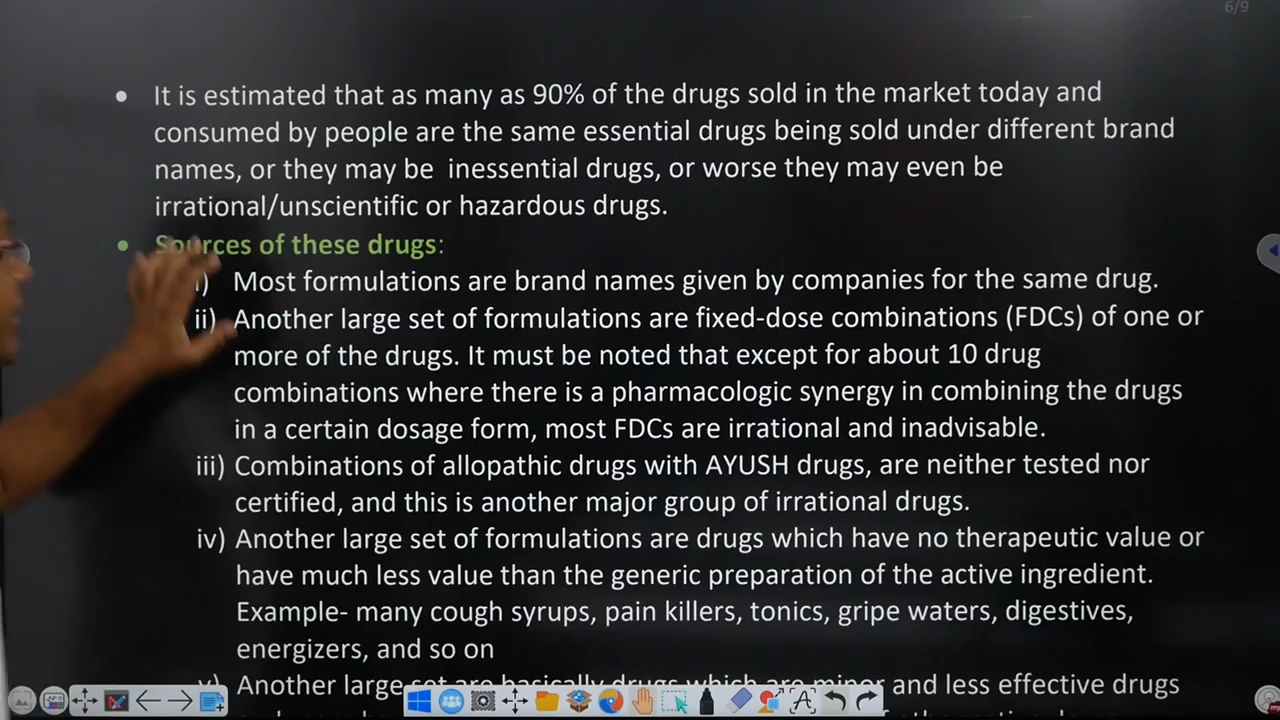 6/9
• It is estimated that as many as 90% of the drugs sold in the market today and
consumed by people are the same essential drugs being sold under different brand
names, or they may be inessential drugs, or worse they may even be
irrational/unscientific or hazardous drugs.
• Sources of these drugs:
i) Most formulations are brand names given by companies for the same drug.
ii) Another large set of formulations are fixed-dose combinations (FDCs) of one or
more of the drugs. It must be noted that except for about 10 drug
combinations where there is a pharmacologic synergy in combining the drugs
in a certain dosage form, most FDCs are irrational and inadvisable.
iii) Combinations of allopathic drugs with AYUSH drugs, are neither tested nor
certified, and this is another major group of irrational drugs.
iv) Another large set of formulations are drugs which have no therapeutic value or
have much less value than the generic preparation of the active ingredient.
Example- many cough syrups, pain killers, tonics, gripe waters, digestives,
energizers, and so on
v) Another large set are basically drugs which are minor and less effective drugs